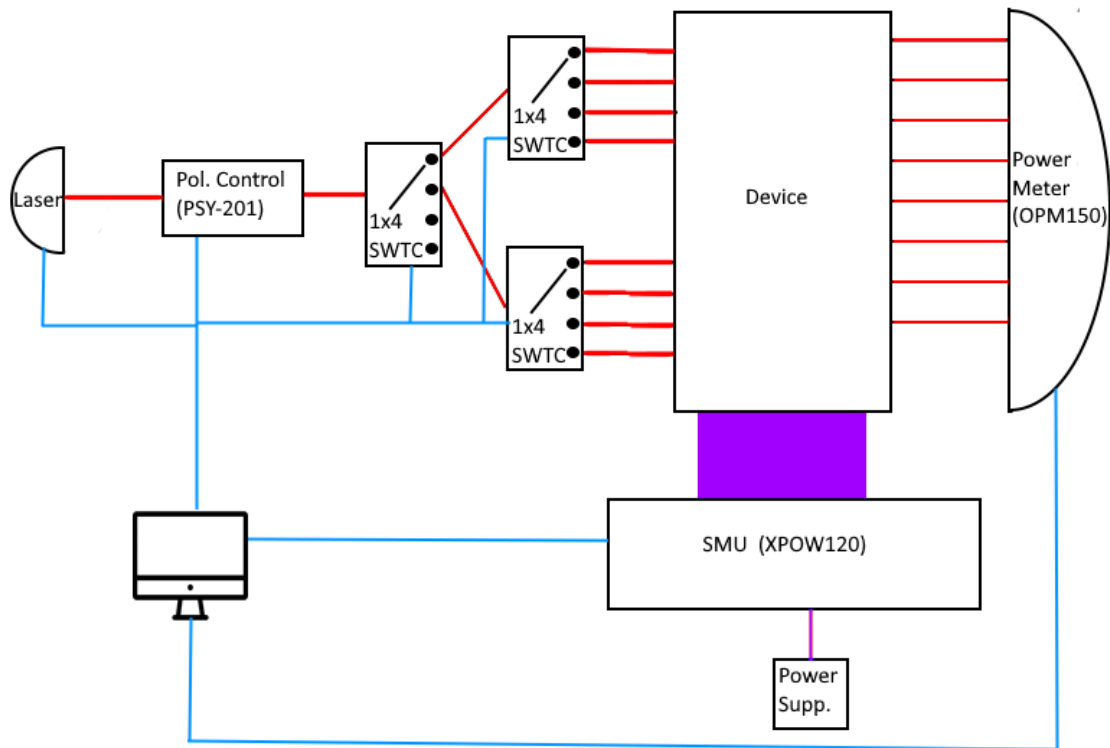 Laser
Pol. Control
(PSY-201)
1x4
SWTC
1x4
SWTC
1x4
SWTC
Device
Power
Meter
(OPM150)
SMU (XPOW120)
Power
Supp.